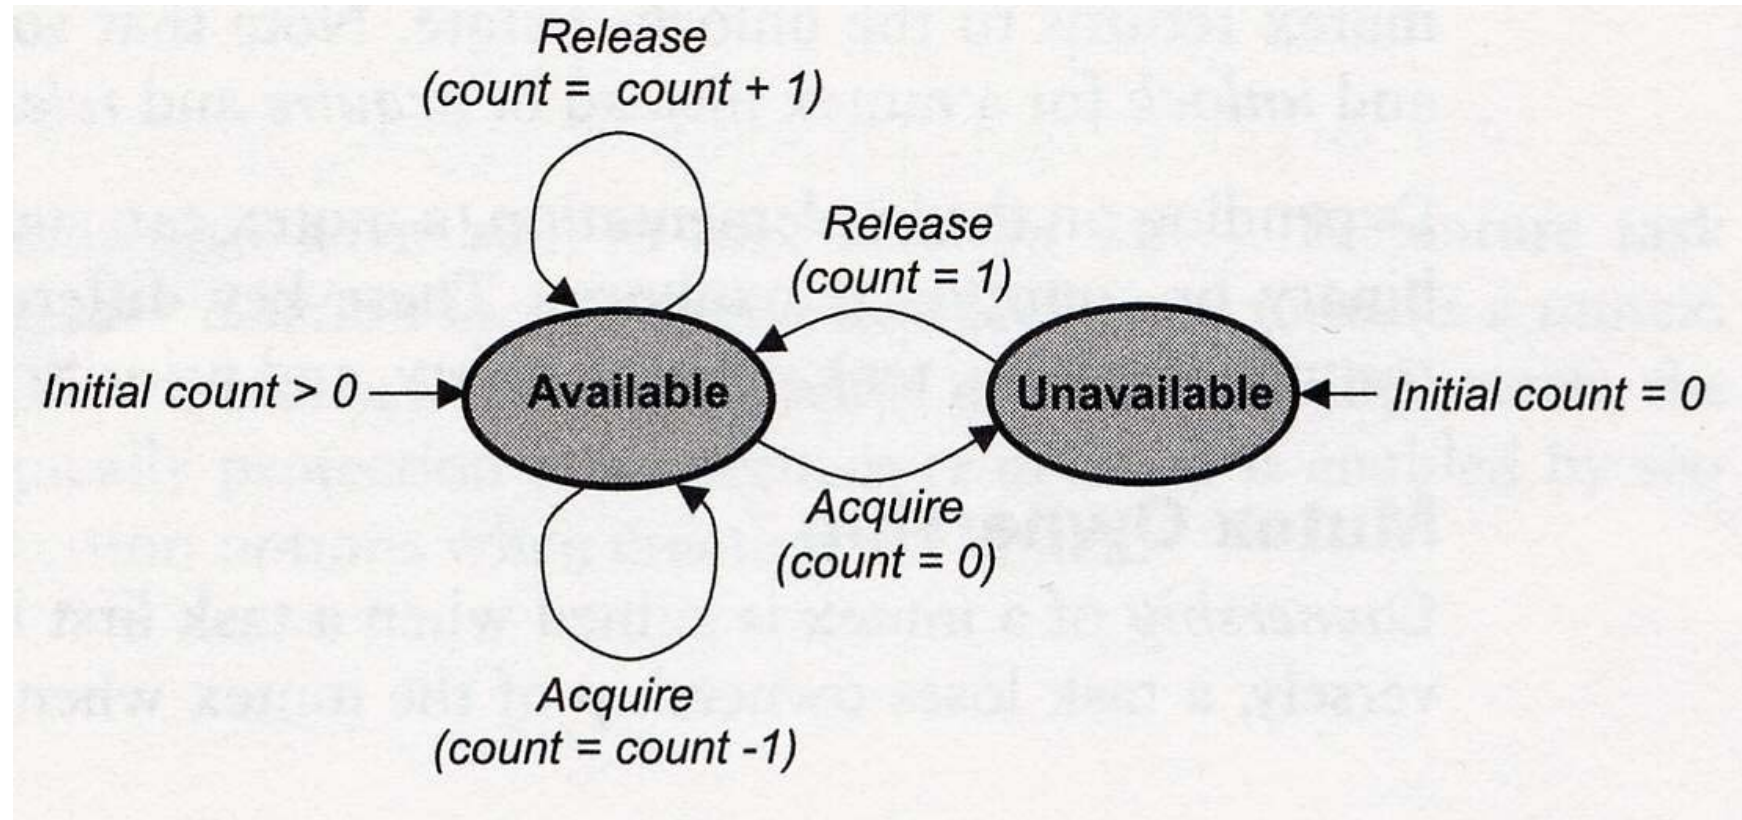 Release
(count = count + 1)
Release
(count = 1)
Initial count > 0
Available
Unavailable
Initial count = 0
Acquire
(count = 0)
Acquire
(count = count -1)